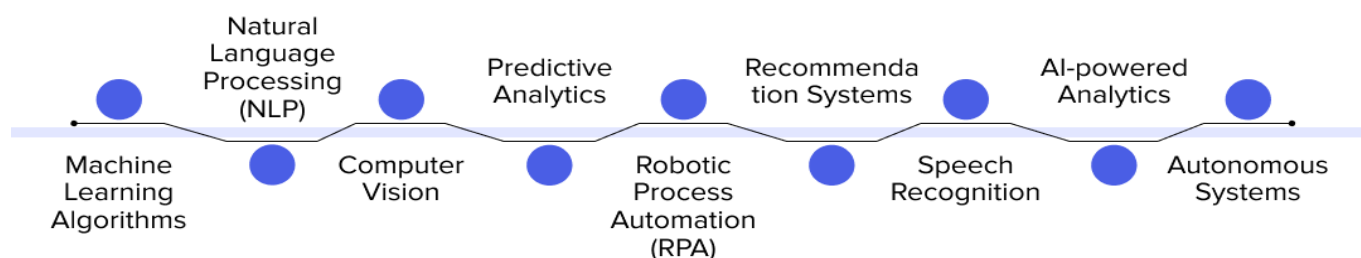 Machine
Learning
Algorithms
Natural
Language
Processing
(NLP)
Computer
Vision
Predictive
Analytics
Robotic
Process
Automation
(RPA)
Recommenda
tion Systems
Speech
Recognition
AI-powered
Analytics
Autonomous
Systems